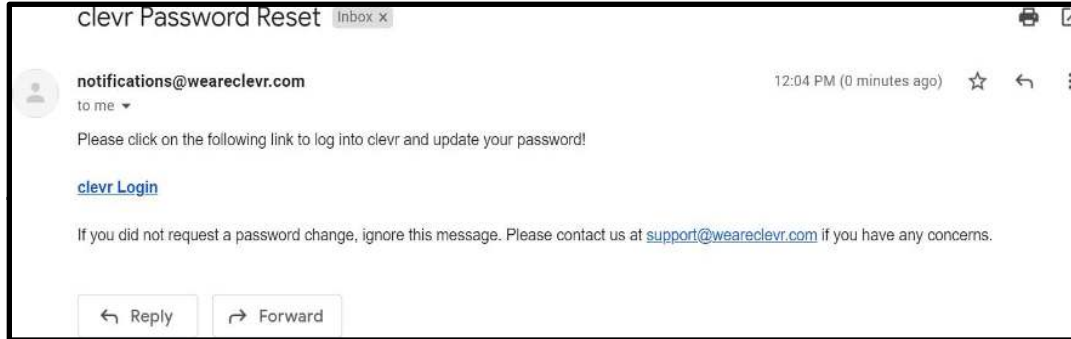 clevr Password Reset Inbox x
notifications@weareclevr.com 12:04 PM (0 minutes ago)
to me
Please click on the following link to log into clevr and update your password!
clevr Login
If you did not request a password change, ignore this message. Please contact us at support@weareclevr.com if you have any concerns.
Reply Forward